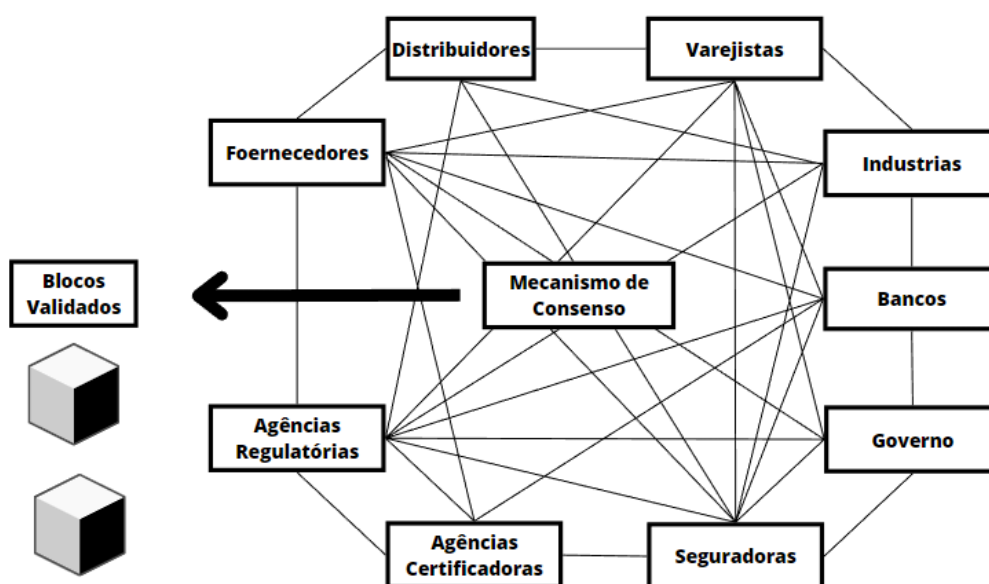 Distribuidores
Varejistas
Foernecedores
Industrias
Blocos
Validados
Mecanismo de
Consenso
Bancos
Agências
Regulatórias
Governo
Agências
Certificadoras
Seguradoras